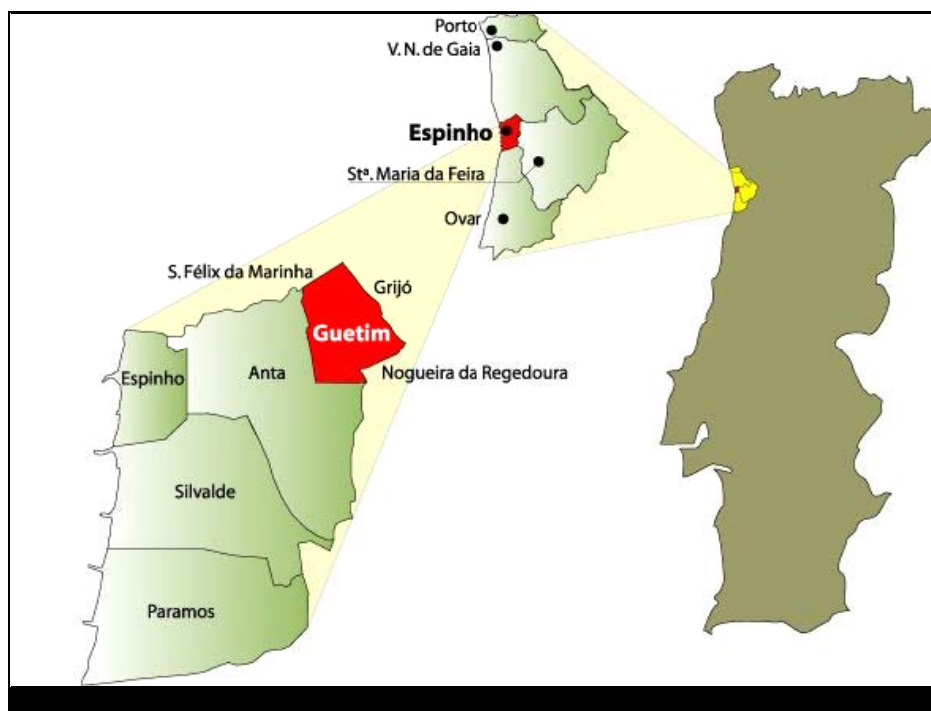 Porto
V. N. de Gaia
Espinho
Stª. Maria da Feira
Ovar
S. Félix da Marinha
Grijó
Guetim
Espinho
Anta
Nogueira da Regedoura
Silvalde
Paramos